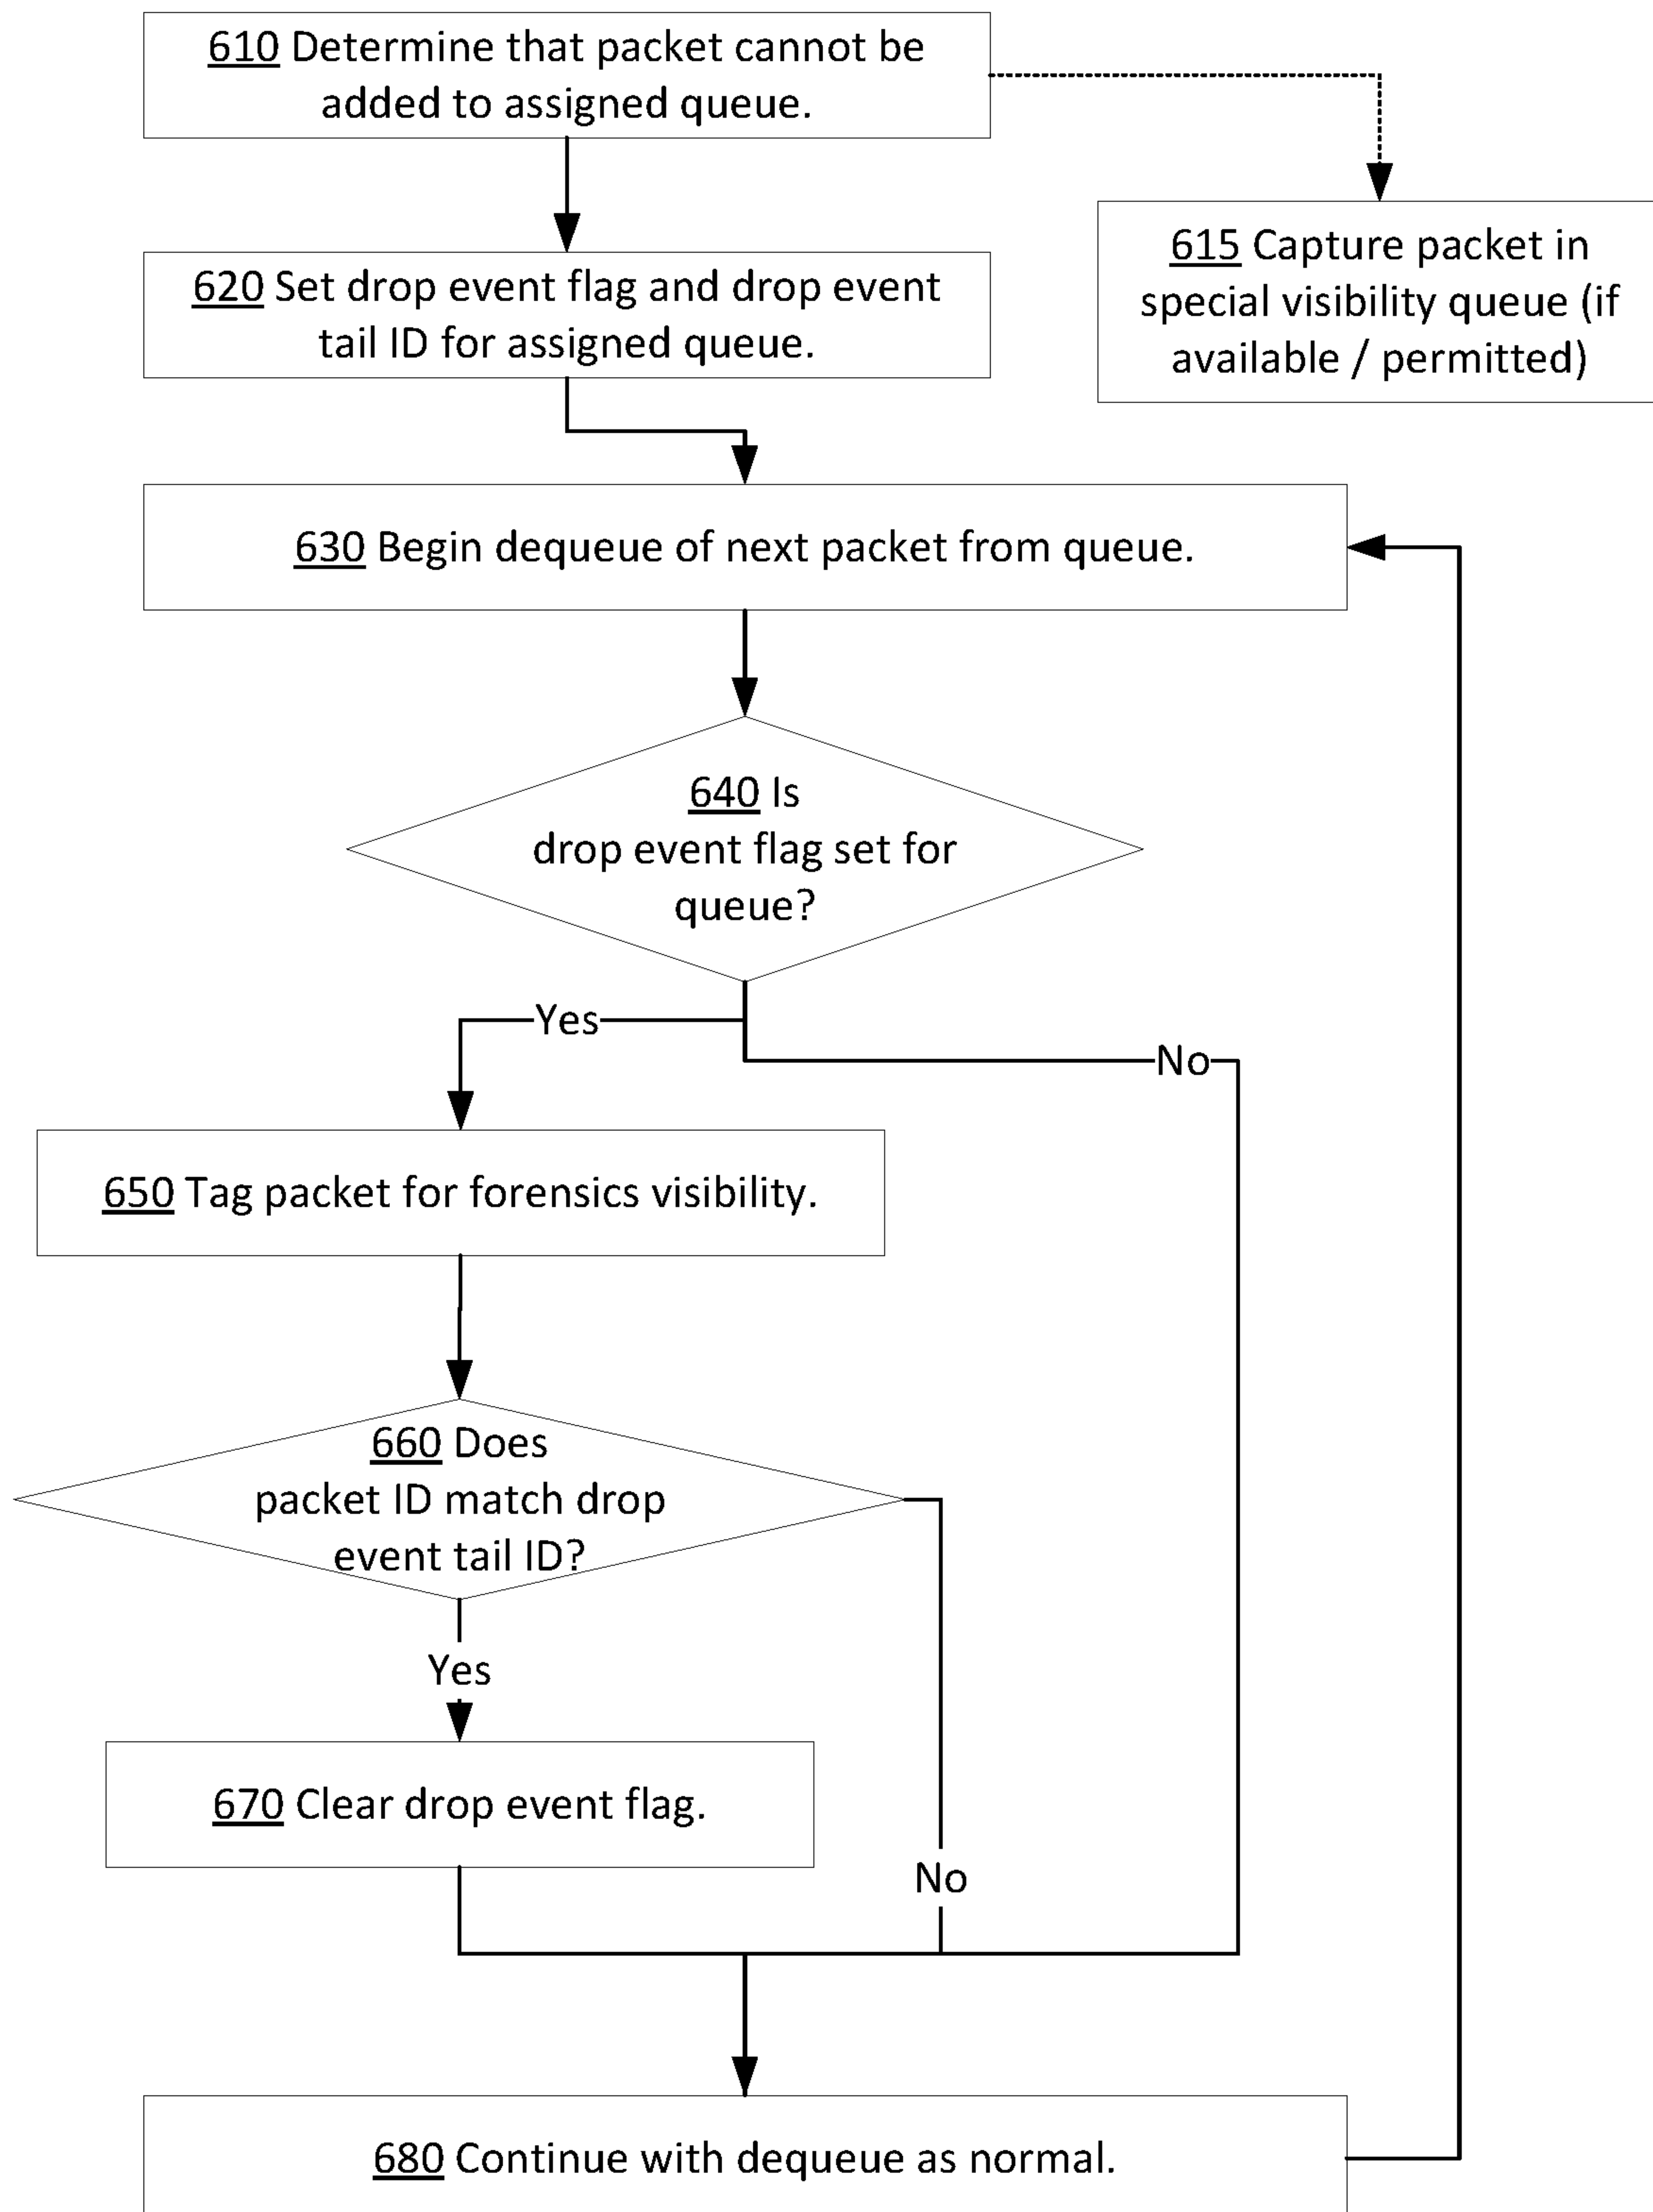 610 Determine that packet cannot be
added to assigned queue.
615 Capture packet in
special visibility queue (if
available / permitted)
620 Set drop event flag and drop event
tail ID for assigned queue.
630 Begin dequeue of next packet from queue.
640 Is
drop event flag set for
queue?
Yes
No
650 Tag packet for forensics visibility.
660 Does
packet ID match drop
event tail ID?
Yes
670 Clear drop event flag.
No
680 Continue with dequeue as normal.